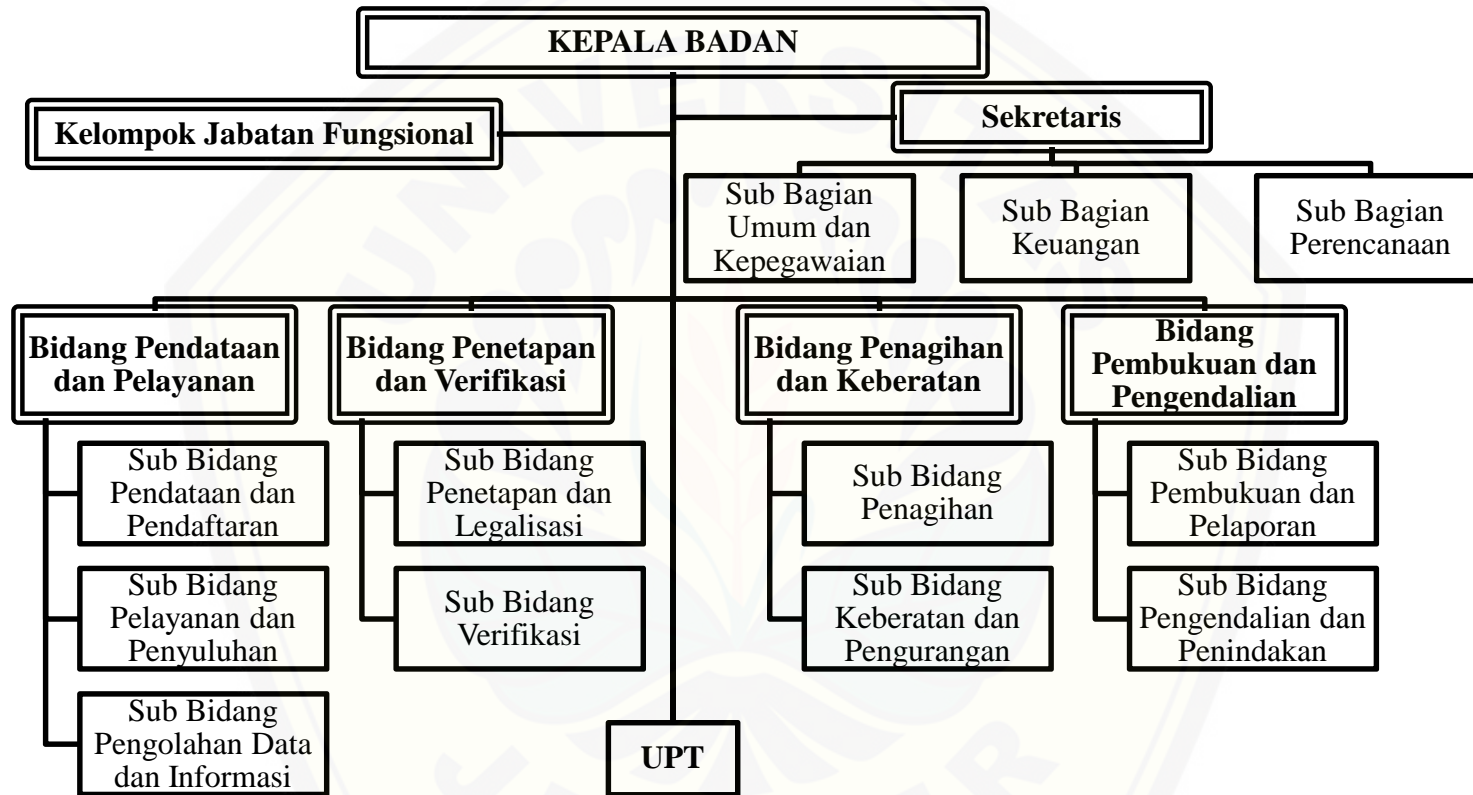 KEPALA BADAN
Kelompok Jabatan Fungsional
Sekretaris
Sub Bagian
Umum dan
Kepegawaian
Sub Bagian
Keuangan
Sub Bagian
Perencanaan
Bidang Pendataan
dan Pelayanan
Bidang Penetapan
dan Verifikasi
Bidang Penagihan
dan Keberatan
Bidang
Pembukuan dan
Pengendalian
Sub Bidang
Pendataan dan
Pendaftaran
Sub Bidang
Penetapan dan
Legalisasi
Sub Bidang
Penagihan
Sub Bidang
Pembukuan dan
Pelaporan
Sub Bidang
Pelayanan dan
Penyuluhan
Sub Bidang
Verifikasi
Sub Bidang
Keberatan dan
Pengurangan
Sub Bidang
Pengendalian dan
Penindakan
Sub Bidang
Pengolahan Data
dan Informasi
UPT
UNIVERSITAS